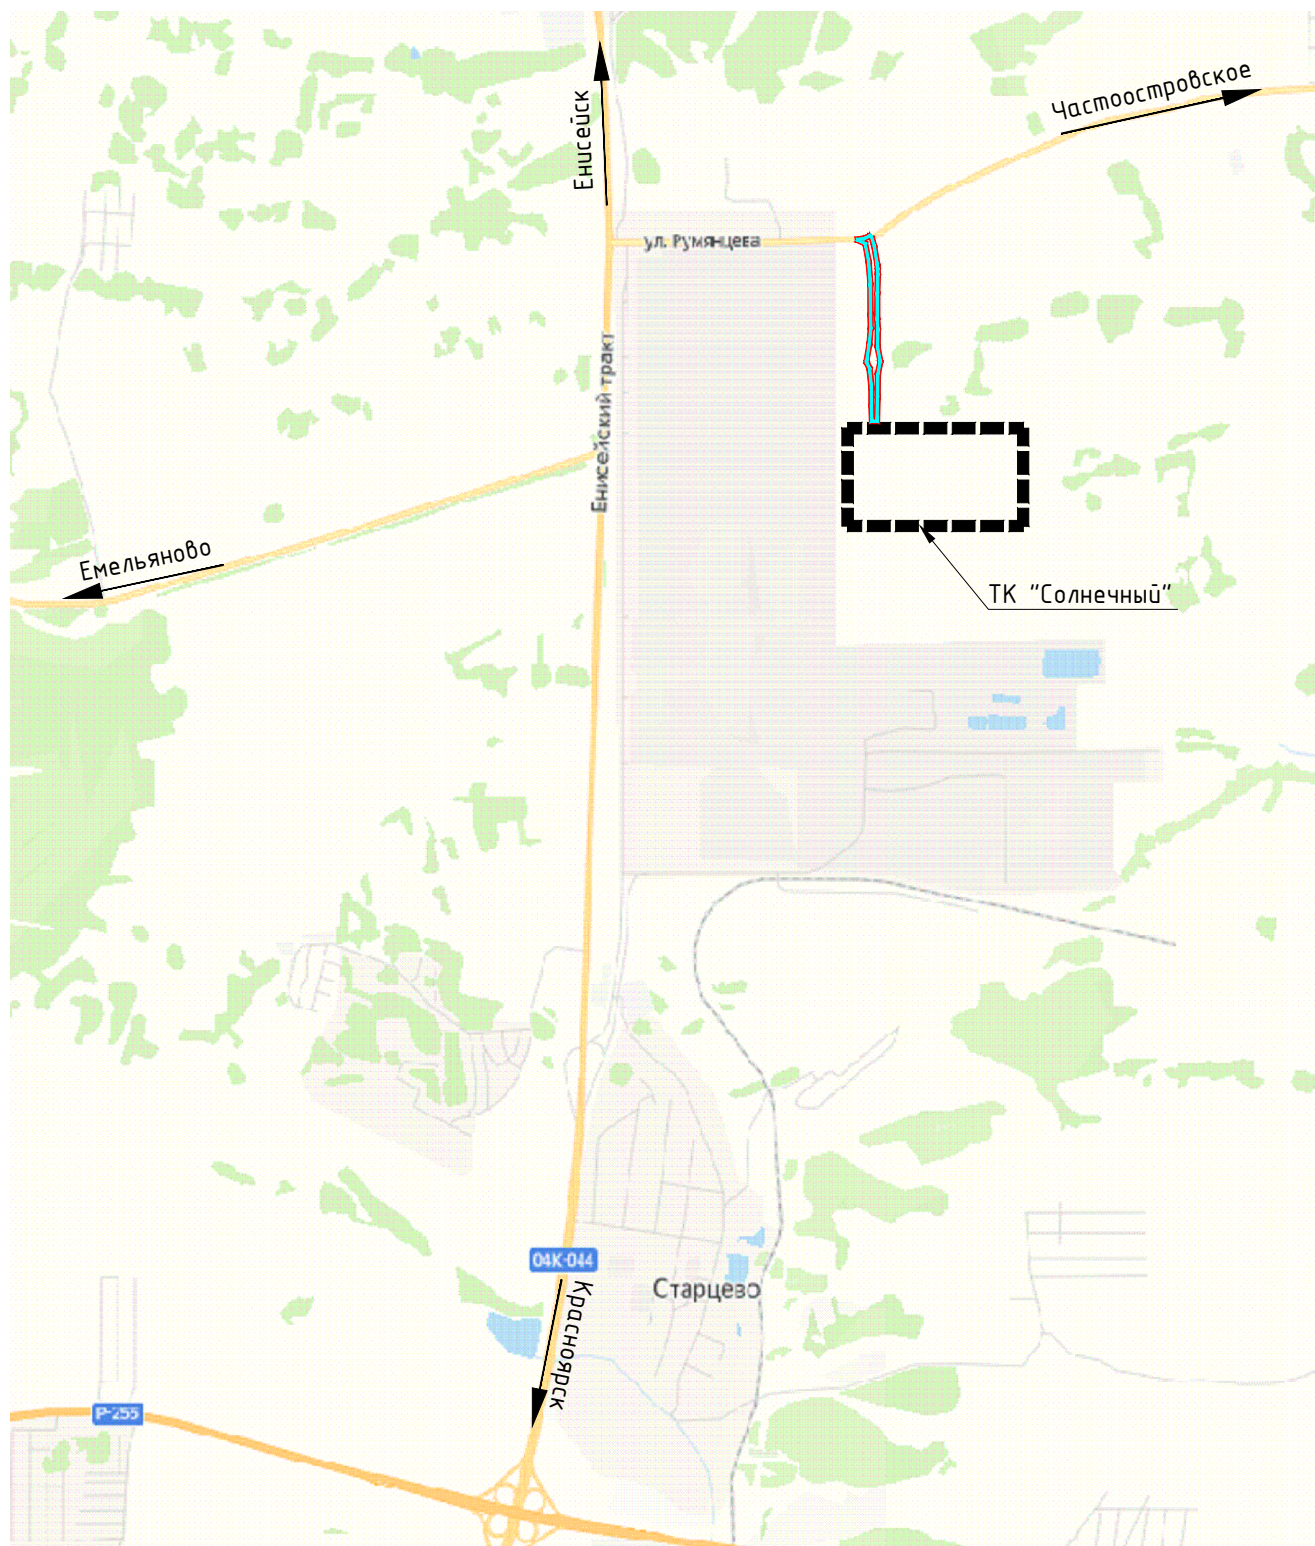 Частоостровское
Енисейск
ул. Румянцева
Енисейский тракт
Емельяново
ТК "Солнечный"
04К-044
Красноярск
Старцево
Р-255